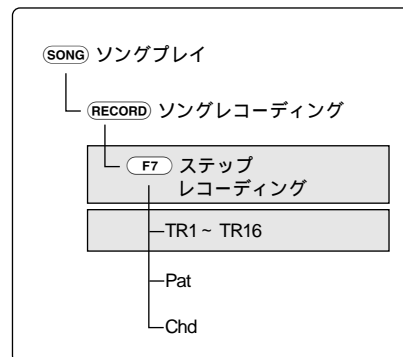 SONG ソングプレイ
RECORD ソングレコーディング
F7 ステップ
レコーディング
TR1~ TR16
Pat
Chd